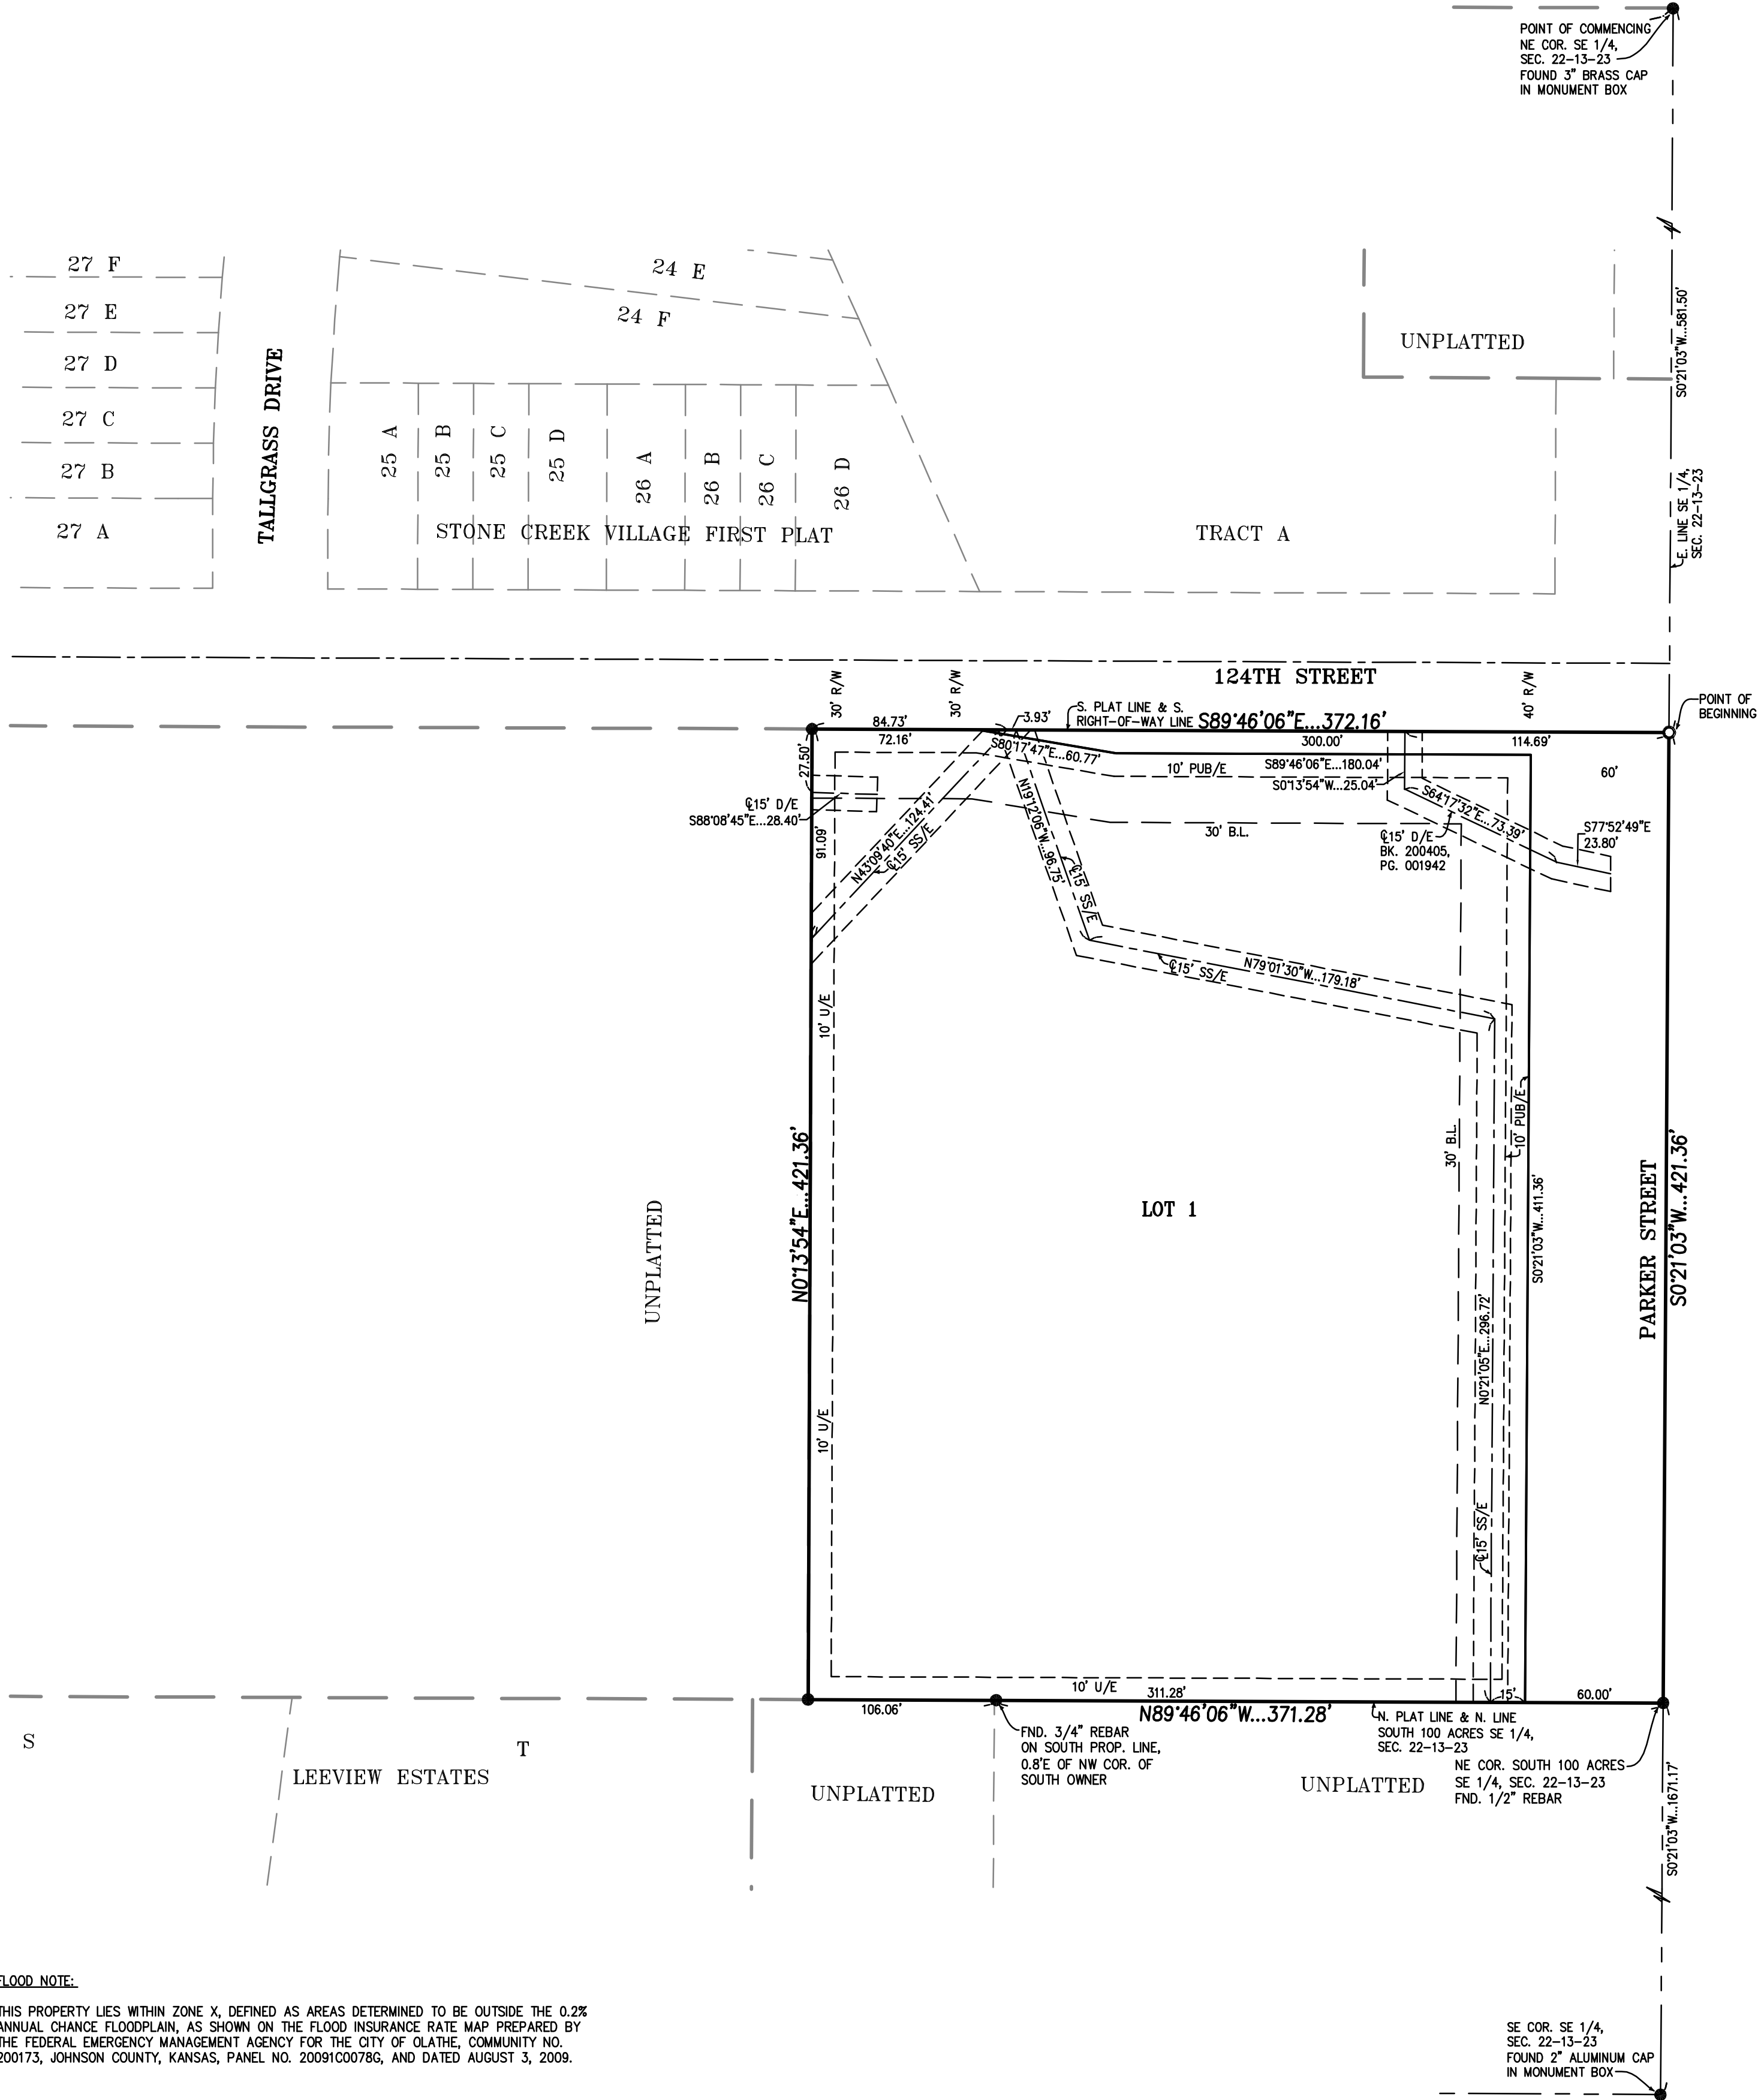 POINT OF COMMENCING
NE COR. SE 1/4,
SEC. 22-13-23
FOUND 3" BRASS CAP
IN MONUMENT BOX
27 F
27 E
27 D
27 C
27 B
27 A
TALLGRASS DRIVE
24 E
24 F
25 A
25 B
25 C
25 D
26 A
26 B
26 C
26 D
STONE CREEK VILLAGE FIRST PLAT
UNPLATTED
TRACT A
S0°21'03"W...581.50'
E. LINE SE 1/4,
SEC. 22-13-23
124TH STREET
30' R/W
30' R/W
40' R/W
POINT OF
BEGINNING
S. PLAT LINE & S.
RIGHT-OF-WAY LINE
S89°46'06"E...372.16'
84.73'
3.93'
72.16'
300.00'
114.69'
S80°17'47"E...60.77'
10' PUB/E
S89°46'06"E...180.04'
S0°13'54"W...25.04'
60'
27.50'
℄15' D/E
S88°08'45"E...28.40'
91.09'
N43°09'40"E...124.41'
℄15' SS/E
N19°12'06"W...96.75'
℄15' SS/E
30' B.L.
S64°17'32"E...73.39'
℄15' D/E
BK. 200405,
PG. 001942
S77°52'49"E
23.80'
N79°01'30"W...179.18'
℄15' SS/E
10' U/E
10' PUB/E
30' B.L.
N0°13'54"E...421.36'
UNPLATTED
LOT 1
S0°21'03"W...411.36'
PARKER STREET
S0°21'03"W...421.36'
N0°21'05"E...296.72'
10' U/E
℄15' SS/E
10' U/E
311.28'
15'
60.00'
106.06'
N89°46'06"W...371.28'
FND. 3/4" REBAR
ON SOUTH PROP. LINE,
0.8'E OF NW COR. OF
SOUTH OWNER
N. PLAT LINE & N. LINE
SOUTH 100 ACRES SE 1/4,
SEC. 22-13-23
NE COR. SOUTH 100 ACRES
SE 1/4, SEC. 22-13-23
FND. 1/2" REBAR
S
T
LEEVIEW ESTATES
UNPLATTED
UNPLATTED
S0°21'03"W...1671.17'
FLOOD NOTE:
THIS PROPERTY LIES WITHIN ZONE X, DEFINED AS AREAS DETERMINED TO BE OUTSIDE THE 0.2%
ANNUAL CHANCE FLOODPLAIN, AS SHOWN ON THE FLOOD INSURANCE RATE MAP PREPARED BY
THE FEDERAL EMERGENCY MANAGEMENT AGENCY FOR THE CITY OF OLATHE, COMMUNITY NO.
200173, JOHNSON COUNTY, KANSAS, PANEL NO. 20091C0078G, AND DATED AUGUST 3, 2009.
SE COR. SE 1/4,
SEC. 22-13-23
FOUND 2" ALUMINUM CAP
IN MONUMENT BOX